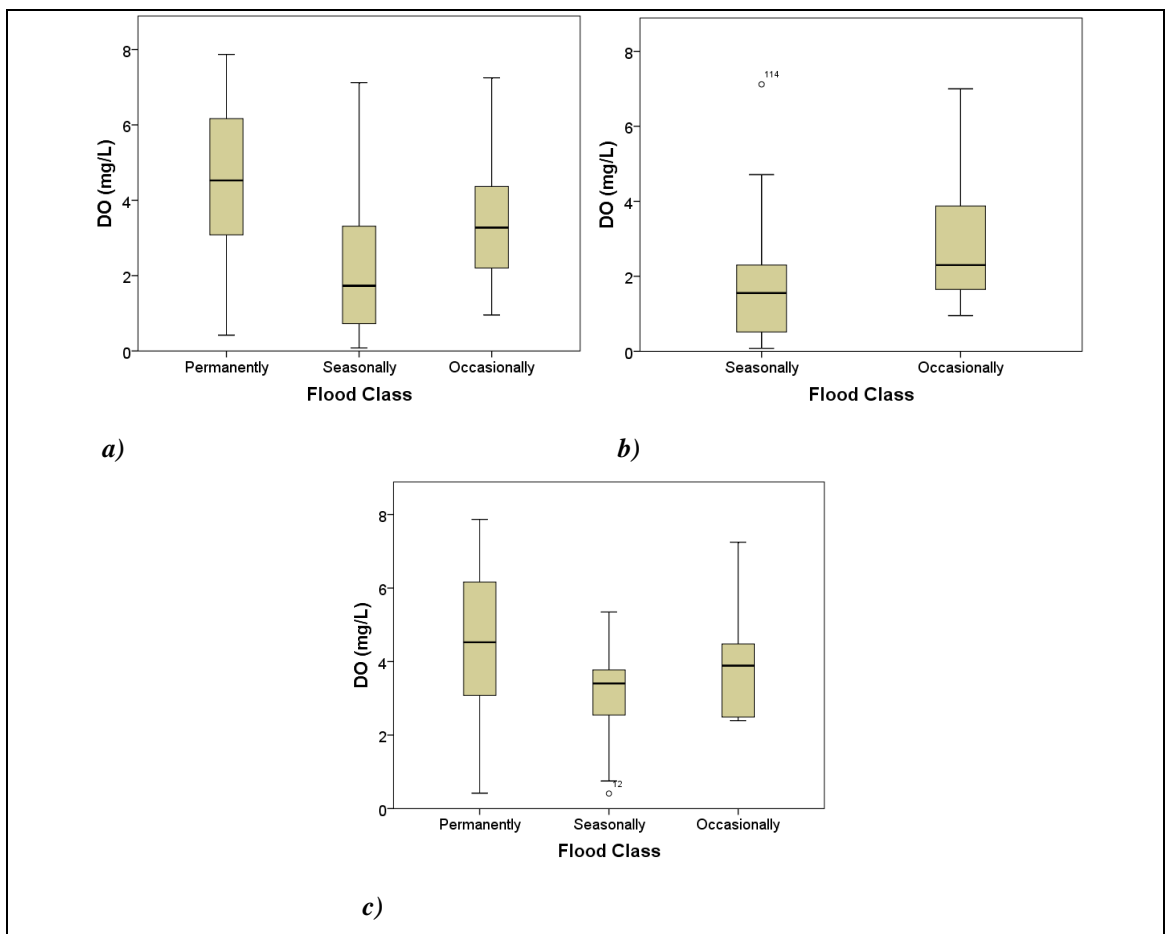 8
6
4
2
0
DO (mg/L)
Permanently Seasonally Occasionally
Flood Class
a)
8
6
4
2
0
DO (mg/L)
114
Seasonally Occasionally
Flood Class
b)
8
6
4
2
0
DO (mg/L)
12
Permanently Seasonally Occasionally
Flood Class
c)